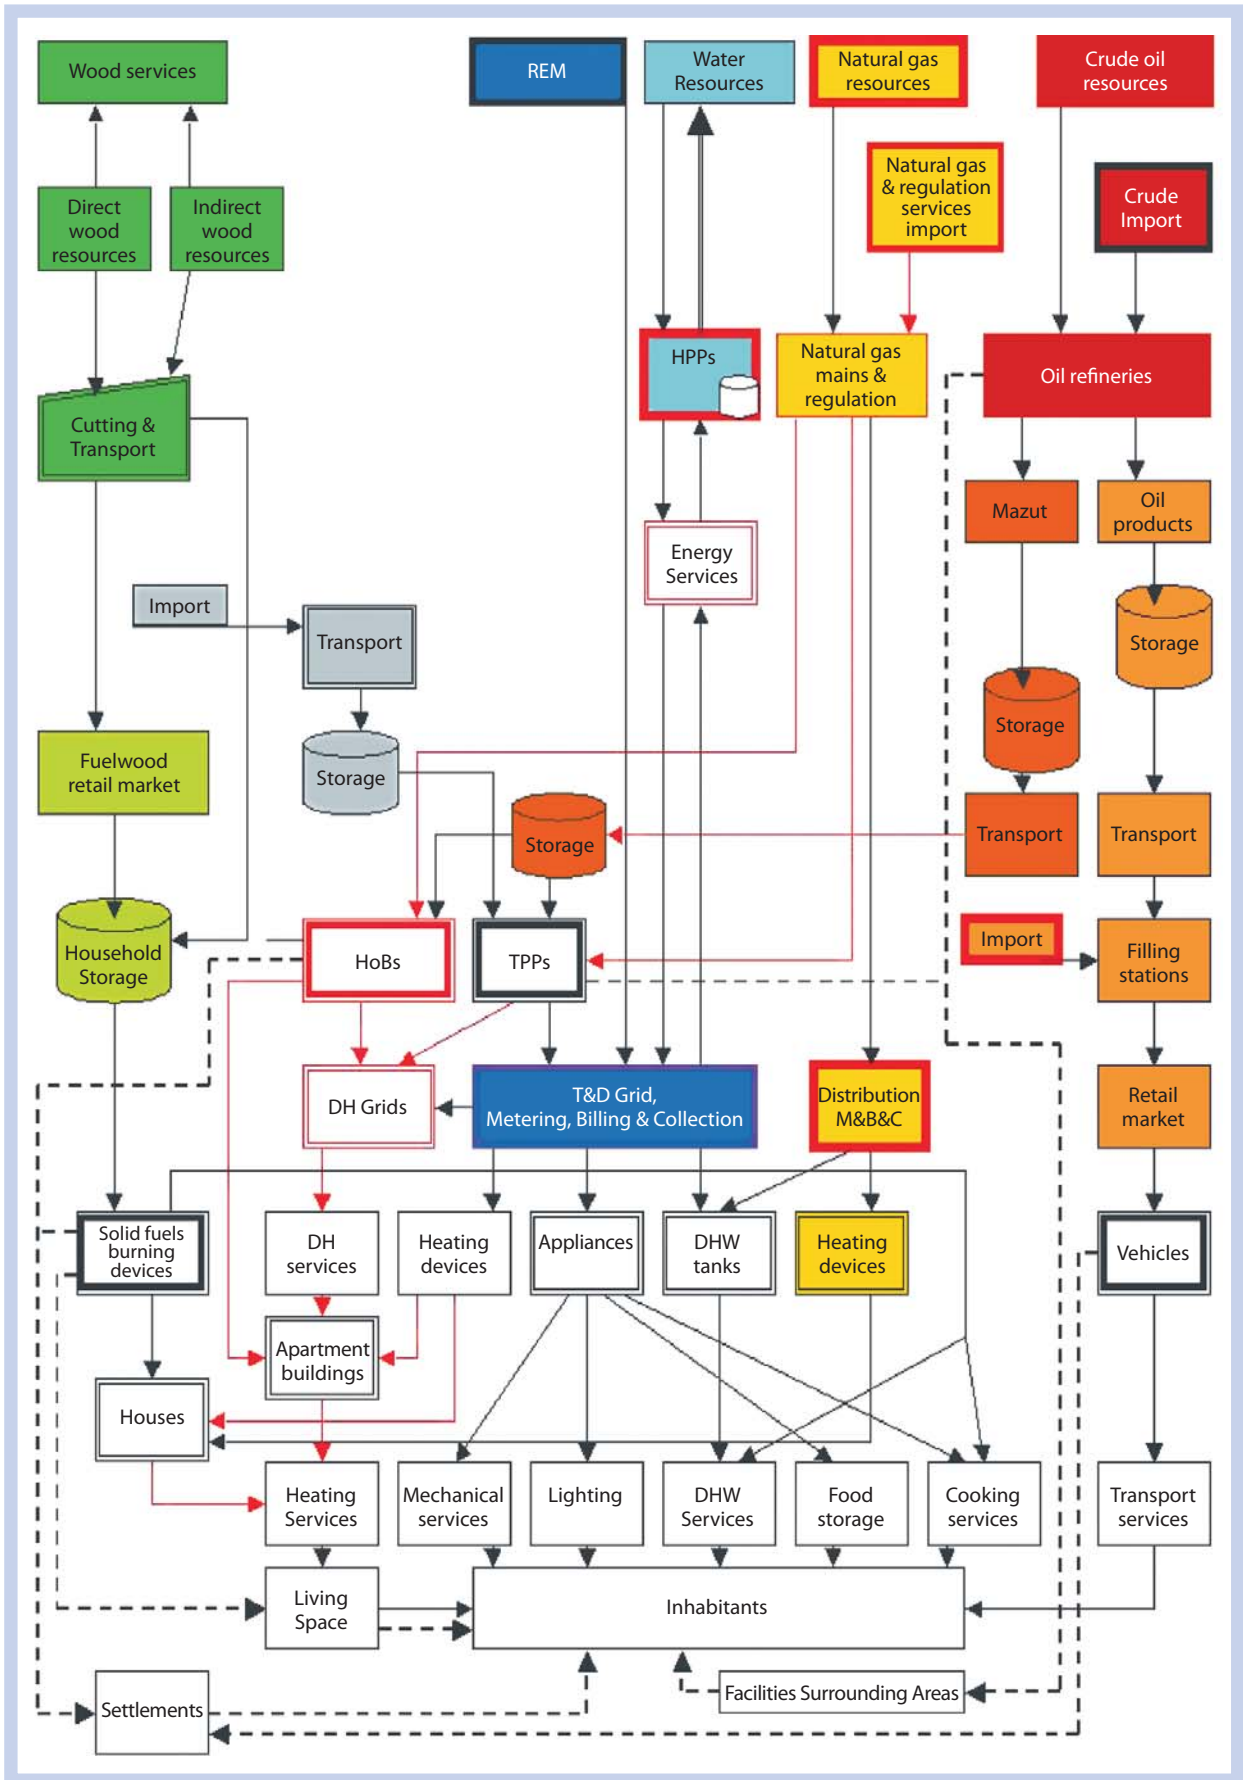 Wood services
REM
Water
Resources
Natural gas
resources
Crude oil
resources
Natural gas
& regulation
services
import
Crude
Import
Direct
wood
resources
Indirect
wood
resources
HPPs
Natural gas
mains &
regulation
Oil refineries
Cutting &
Transport
Mazut
Oil
products
Energy
Services
Import
Transport
Storage
Storage
Fuelwood
retail market
Storage
Storage
Transport
Transport
Household
Storage
HoBs
TPPs
Import
Filling
stations
DH Grids
T&D Grid,
Metering, Billing & Collection
Distribution
M&B&C
Retail
market
Solid fuels
burning
devices
DH
services
Heating
devices
Appliances
DHW
tanks
Heating
devices
Vehicles
Apartment
buildings
Houses
Heating
Services
Mechanical
services
Lighting
DHW
Services
Food
storage
Cooking
services
Transport
services
Living
Space
Inhabitants
Settlements
Facilities Surrounding Areas